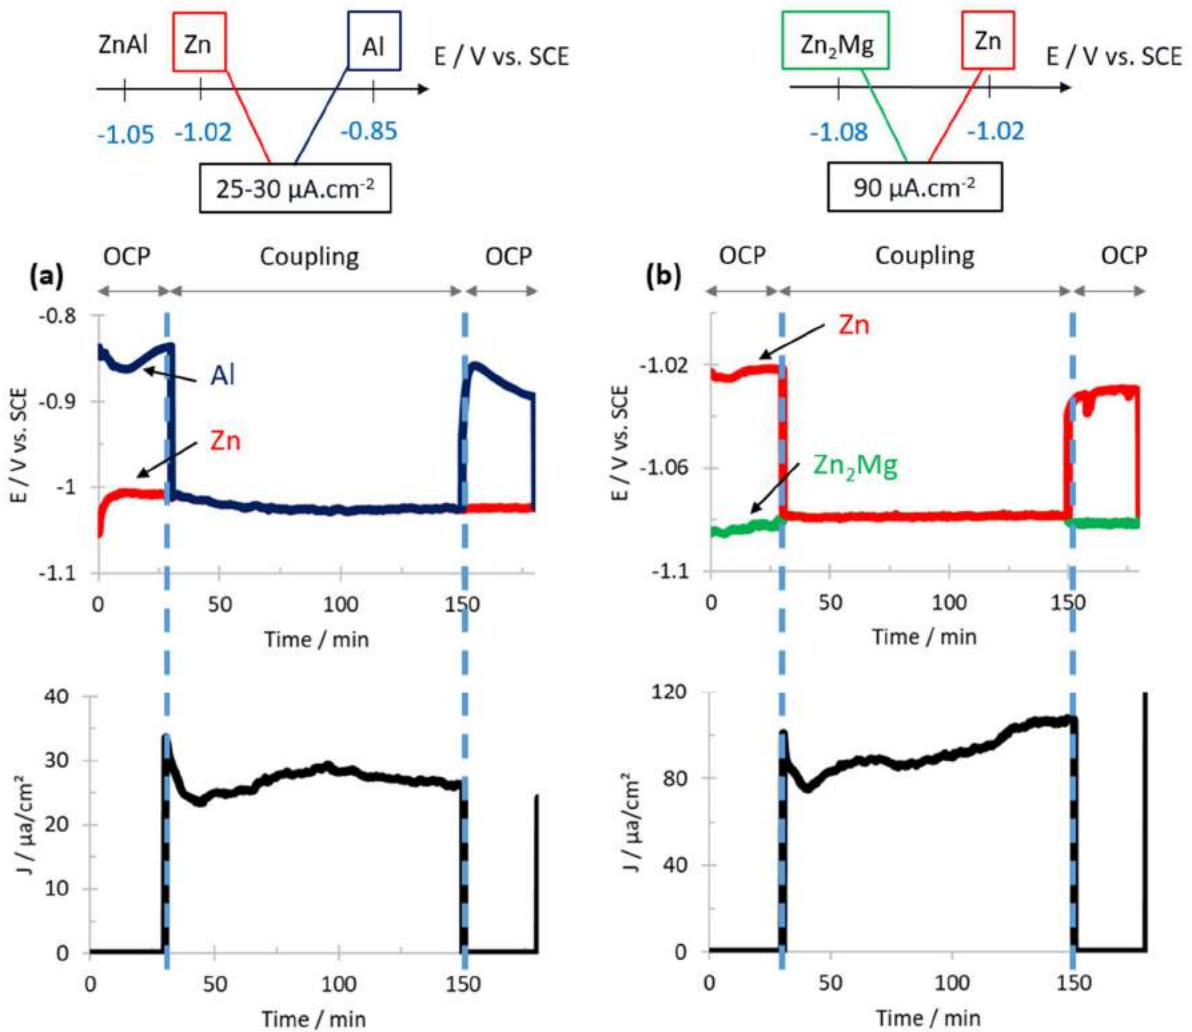 ZnAl Zn Al E / V vs. SCE
-1.05 -1.02 -0.85
25-30 µA.cm-2
Zn2Mg Zn E / V vs. SCE
-1.08 -1.02
90 µA.cm-2
(a)
OCP Coupling OCP
-0.8
-0.9
-1
-1.1
E / V vs. SCE
Al
Zn
0 50 100 150
Time / min
40
30
20
10
0
J / µa/cm²
0 50 100 150
Time / min
(b)
OCP Coupling OCP
-1.02
-1.06
-1.1
E / V vs. SCE
Zn
Zn2Mg
0 50 100 150
Time / min
120
80
40
0
J / µa/cm²
0 50 100 150
Time / min